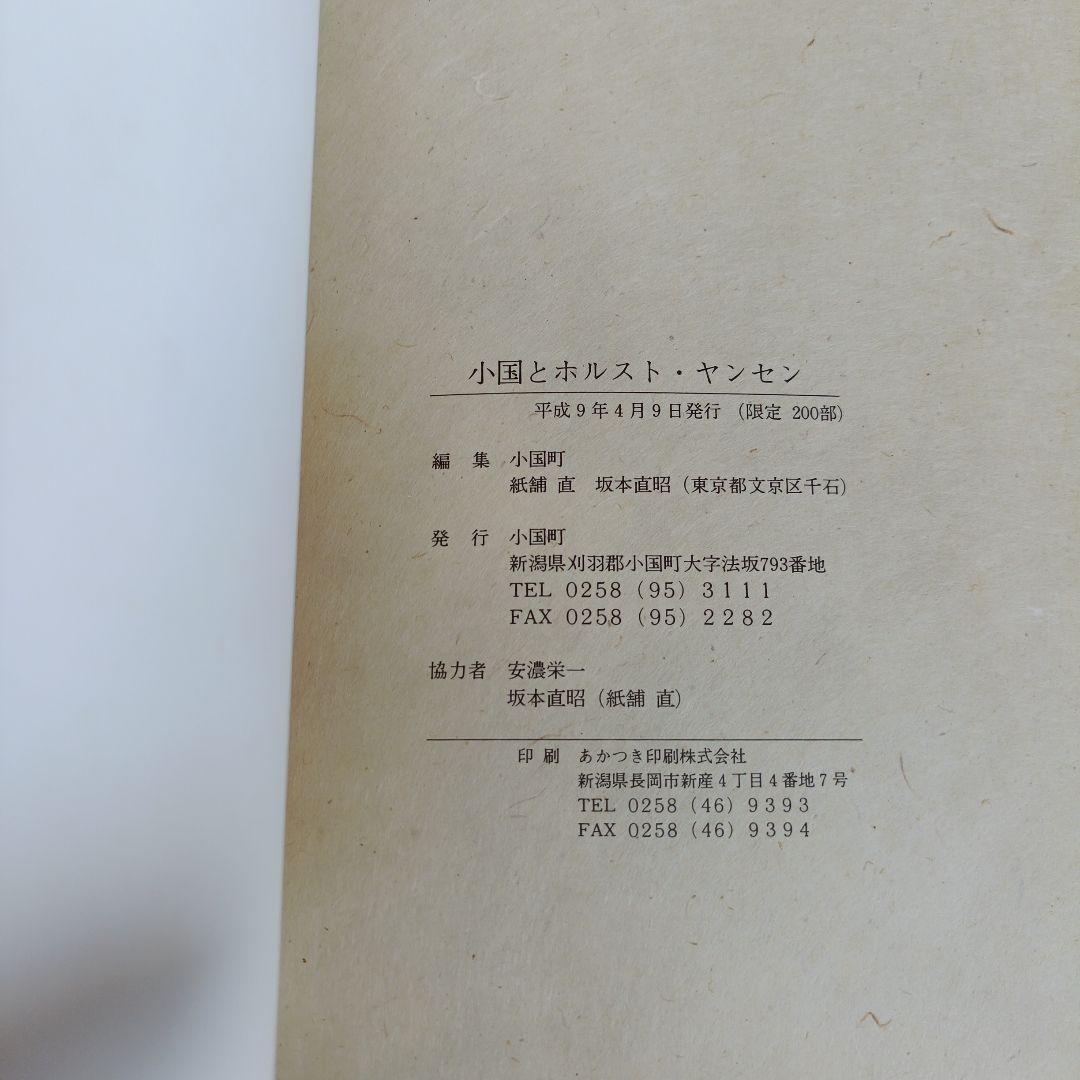 小国とホルスト・ヤンセン
平成9年4月9日発行 (限定 200部)
編 集 小国町
紙舗 直 坂本直昭 (東京都文京区千石)
発 行 小国町
新潟県刈羽郡小国町大字法坂793番地
TEL 0258 (95) 3111
FAX 0258 (95) 2282
協力者 安濃栄一
坂本直昭 (紙舗 直)
印 刷 あかつき印刷株式会社
新潟県長岡市新産4丁目4番地7号
TEL 0258 (46) 9393
FAX 0258 (46) 9394